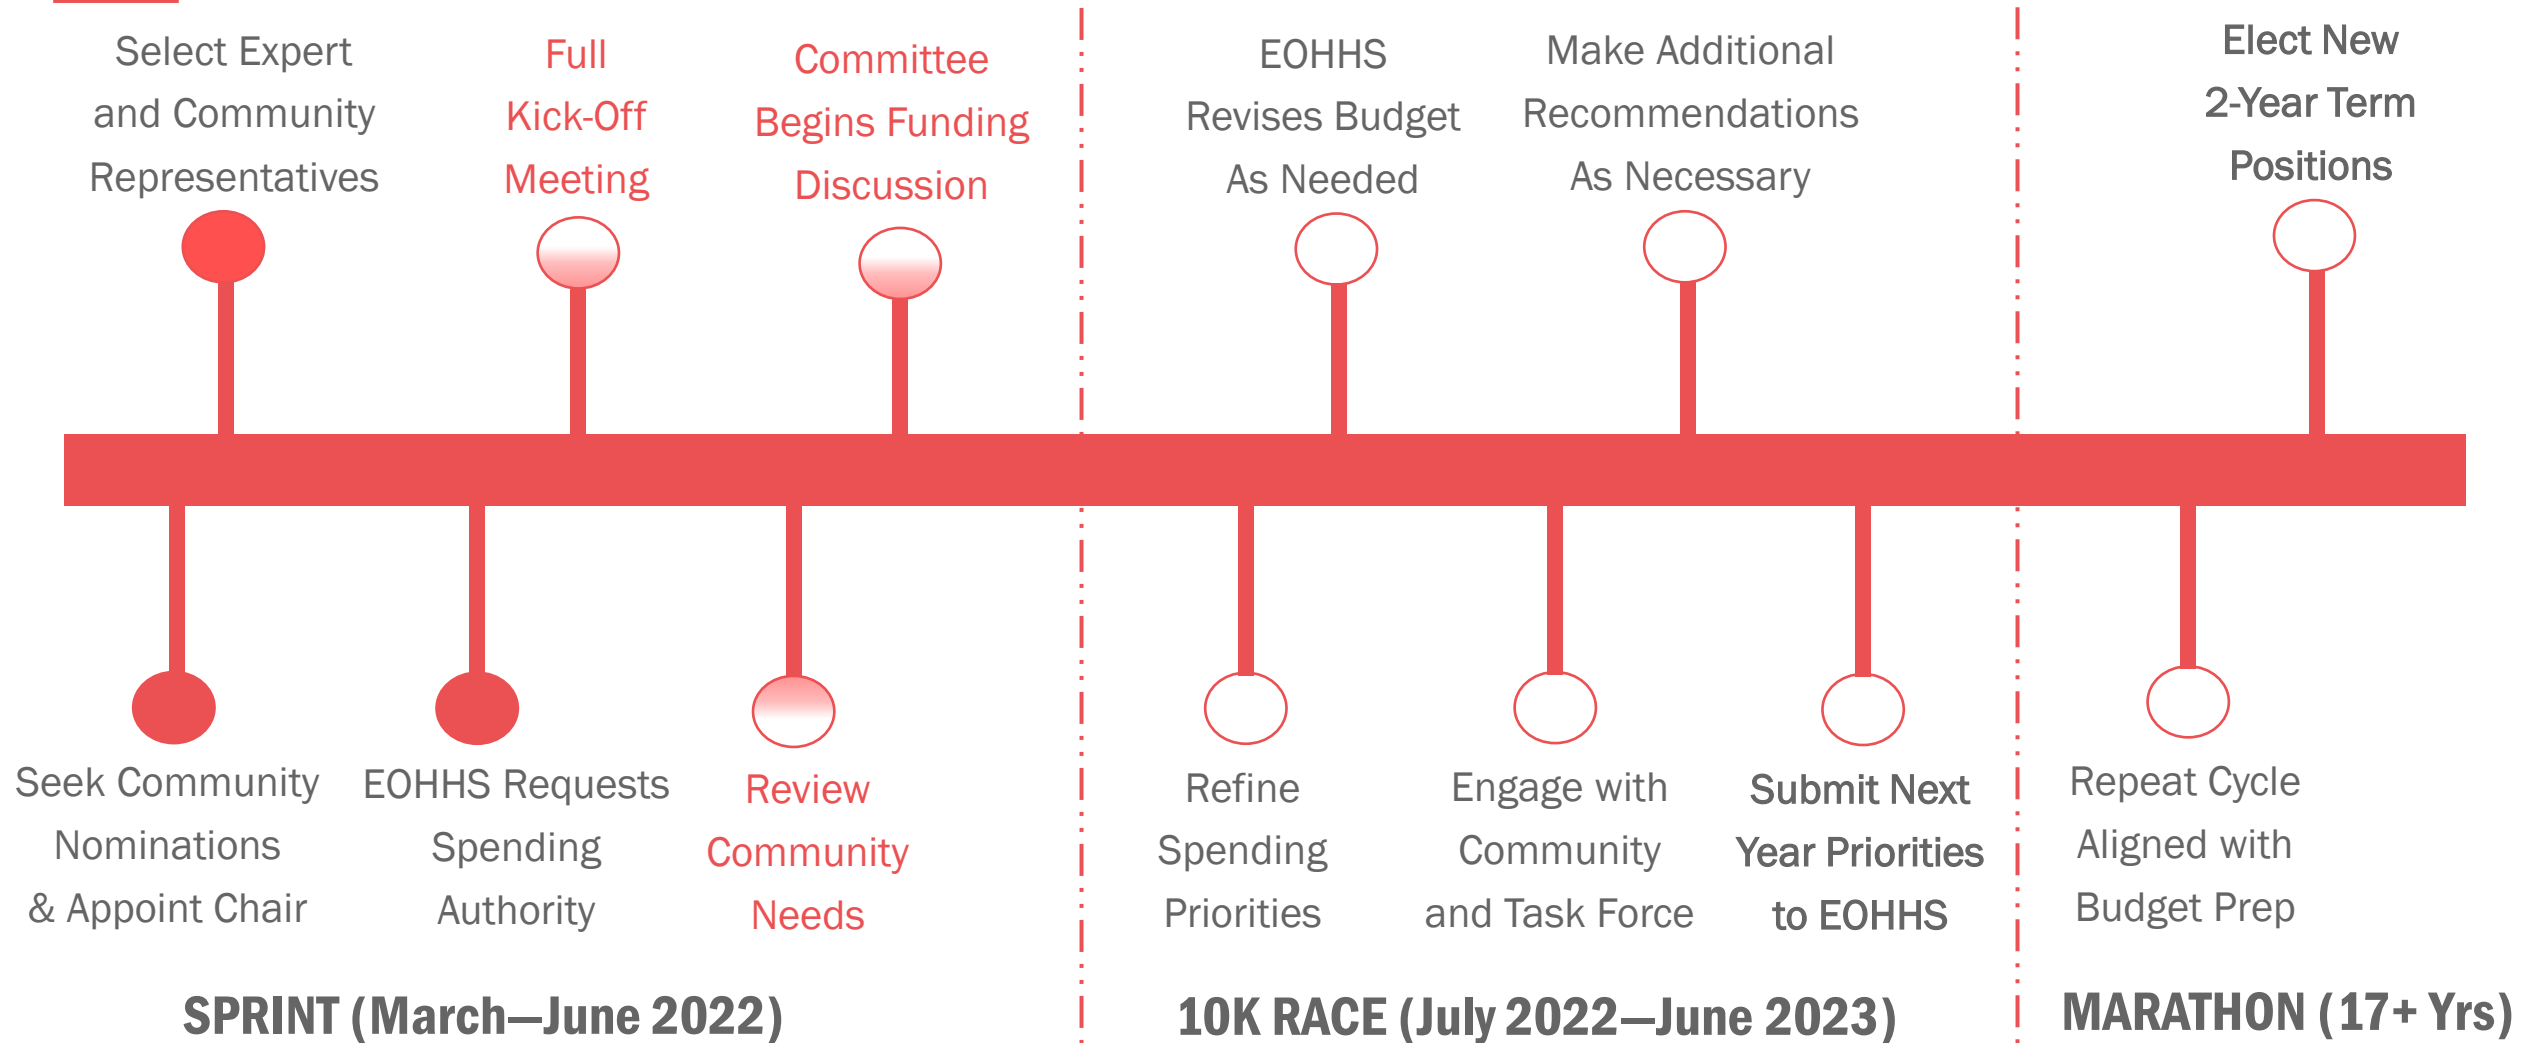 Select Expert
and Community
Representatives
Full
Kick-Off
Meeting
Committee
Begins Funding
Discussion
EOHHS
Revises Budget
As Needed
Make Additional
Recommendations
As Necessary
Elect New
2-Year Term
Positions
Seek Community
Nominations
& Appoint Chair
EOHHS Requests
Spending
Authority
Review
Community
Needs
Refine
Spending
Priorities
Engage with
Community
and Task Force
Submit Next
Year Priorities
to EOHHS
Repeat Cycle
Aligned with
Budget Prep
SPRINT (March—June 2022)
10K RACE (July 2022—June 2023)
MARATHON (17+ Yrs)